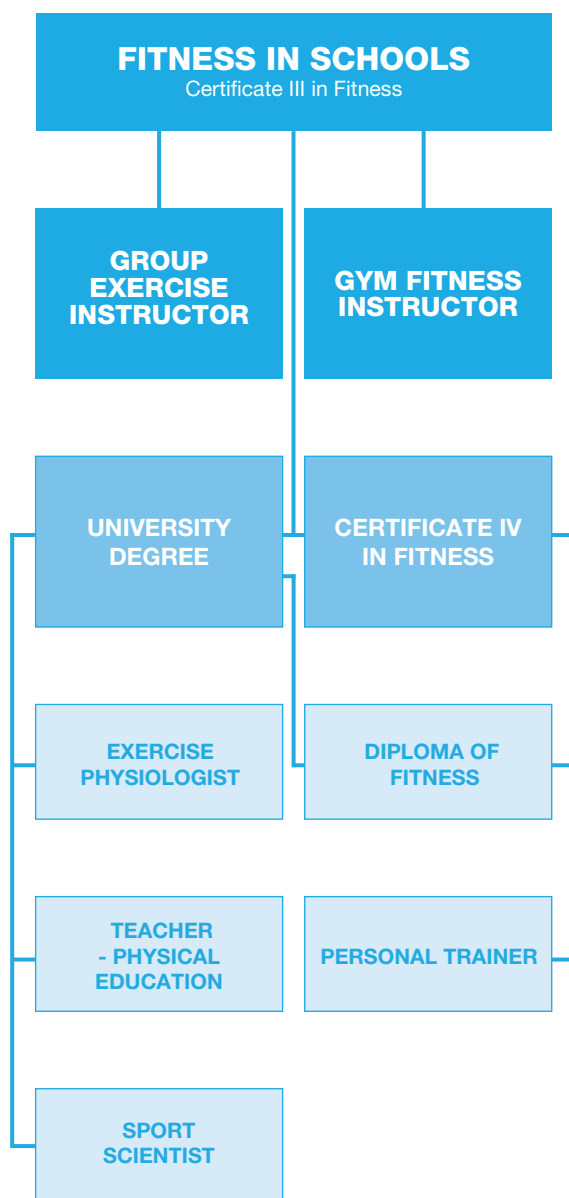 FITNESS IN SCHOOLS
Certificate III in Fitness
GROUP
EXERCISE
INSTRUCTOR
GYM FITNESS
INSTRUCTOR
UNIVERSITY
DEGREE
CERTIFICATE IV
IN FITNESS
EXERCISE
PHYSIOLOGIST
DIPLOMA OF
FITNESS
TEACHER
- PHYSICAL
EDUCATION
PERSONAL TRAINER
SPORT
SCIENTIST